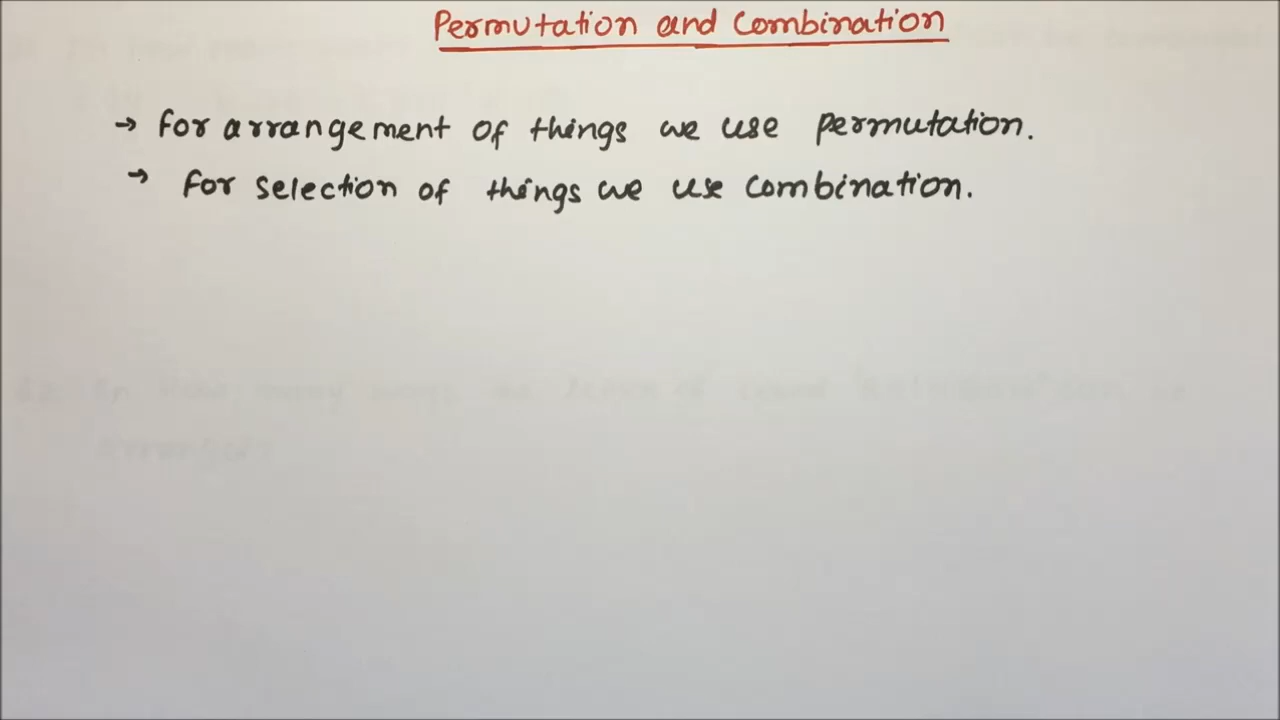 Permutation and Combination
→ for arrangement of things we use permutation.
→ for selection of things we use combination.